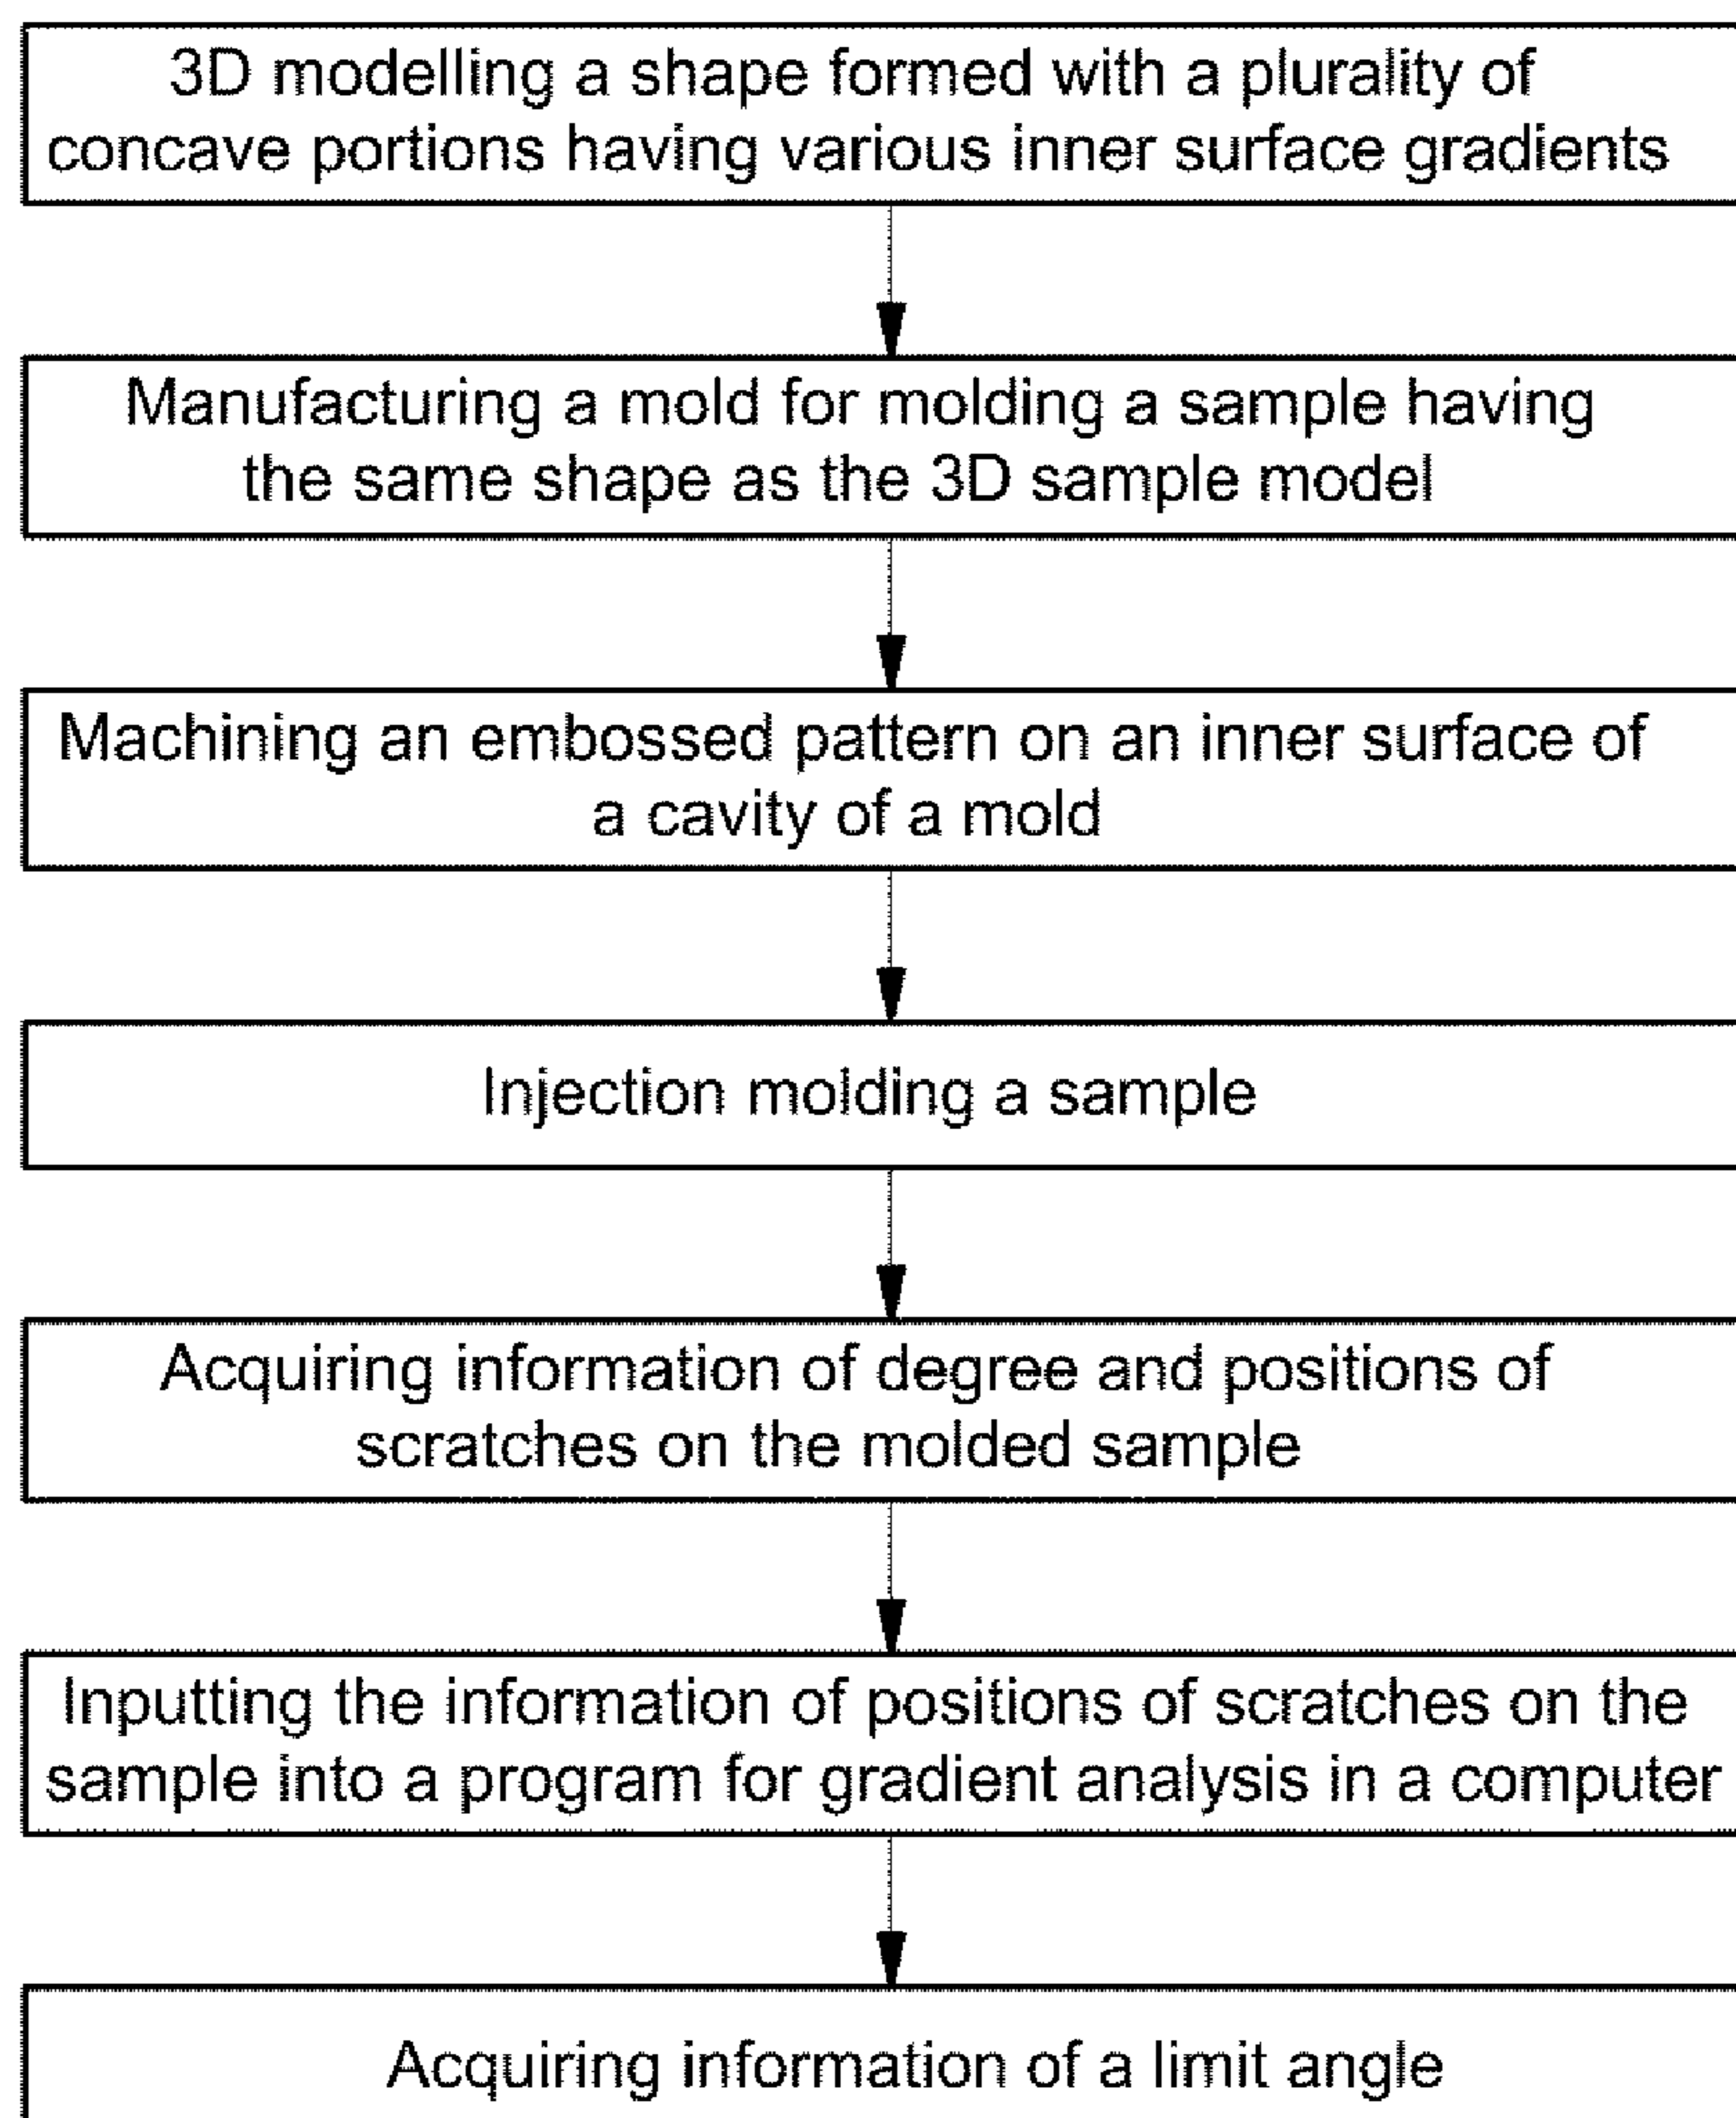 3D modelling a shape formed with a plurality of
concave portions having various inner surface gradients
Manufacturing a mold for molding a sample having
the same shape as the 3D sample model
Machining an embossed pattern on an inner surface of
a cavity of a mold
Injection molding a sample
Acquiring information of degree and positions of
scratches on the molded sample
Inputting the information of positions of scratches on the
sample into a program for gradient analysis in a computer
Acquiring information of a limit angle